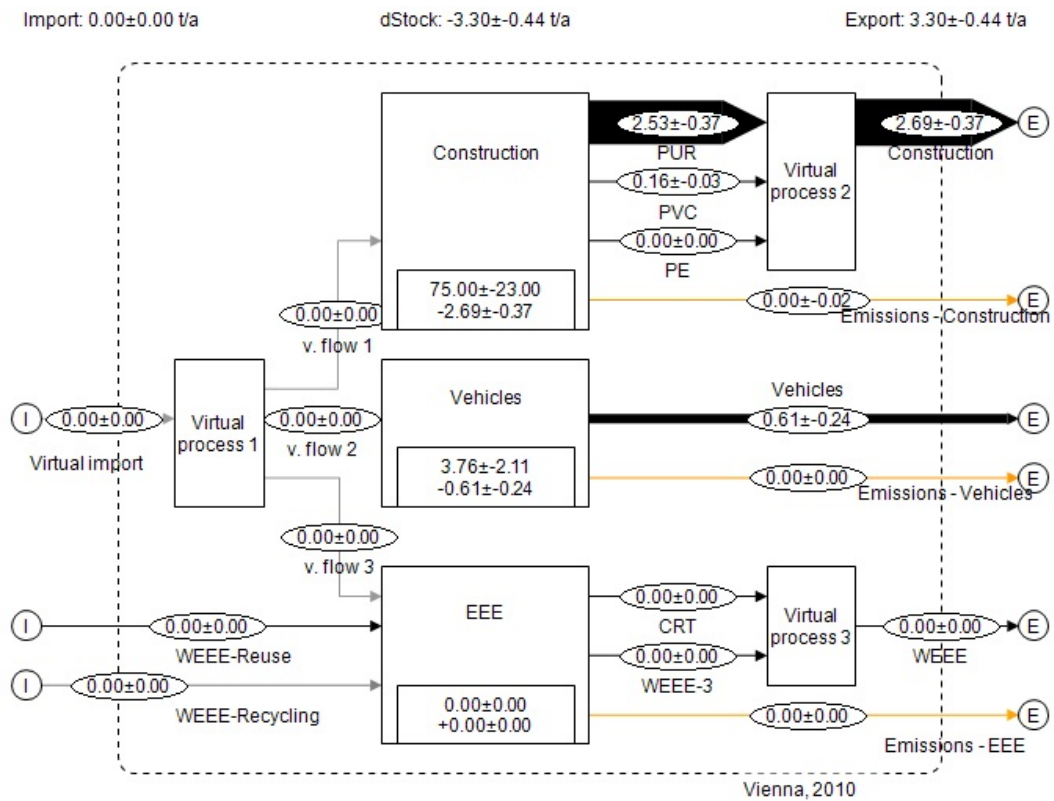 Import: 0.00±0.00 t/a
dStock: -3.30±-0.44 t/a
Export: 3.30±-0.44 t/a
Construction
2.53±-0.37
PUR
0.16±-0.03
PVC
0.00±0.00
PE
Virtual
process 2
2.69±-0.37
Construction
E
75.00±-23.00
-2.69±-0.37
0.00±-0.02
Emissions - Construction
E
0.00±0.00
v. flow 1
I
0.00±0.00
Virtual import
Virtual
process 1
0.00±0.00
v. flow 2
Vehicles
3.76±-2.11
-0.61±-0.24
Vehicles
0.61±-0.24
E
0.00±0.00
Emissions - Vehicles
E
0.00±0.00
v. flow 3
I
0.00±0.00
WEEE-Reuse
I
0.00±0.00
WEEE-Recycling
EEE
0.00±0.00
+0.00±0.00
0.00±0.00
CRT
0.00±0.00
WEEE-3
Virtual
process 3
0.00±0.00
WEEE
E
0.00±0.00
Emissions - EEE
E
Vienna, 2010